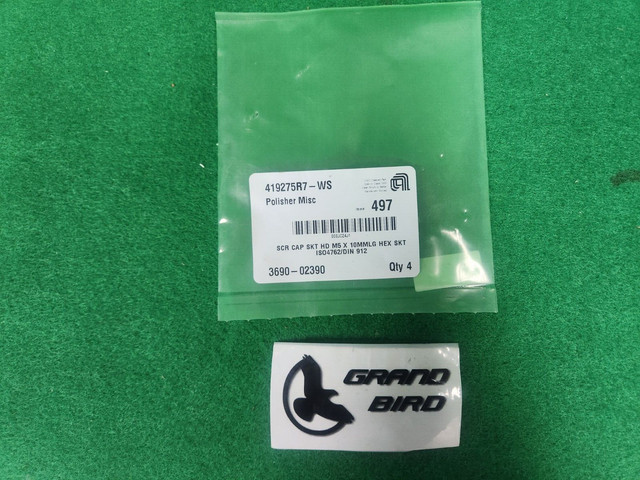 419275R7-WS
Polisher Misc
497
SCR CAP SKT HD M5 X 10MMLG HEX SKT
ISO4762/DIN 912
3690-02390
Qty 4
GRAND
BIRD